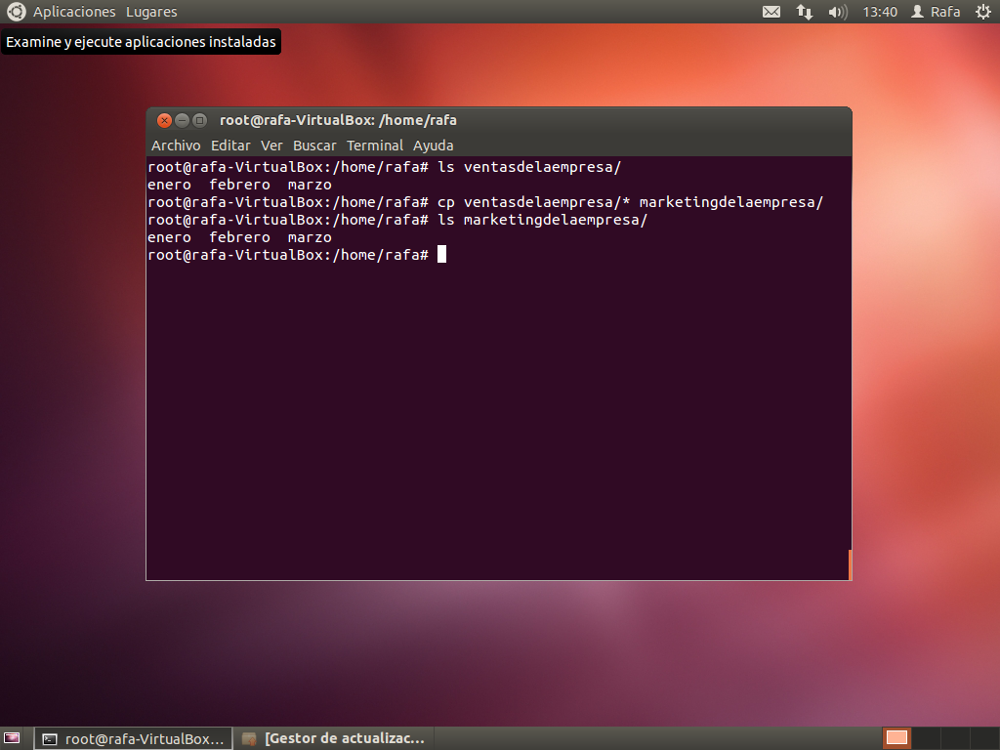 Aplicaciones Lugares 13:40 Rafa
Examine y ejecute aplicaciones instaladas
root@rafa-VirtualBox: /home/rafa
Archivo Editar Ver Buscar Terminal Ayuda
root@rafa-VirtualBox:/home/rafa# ls ventasdelaempresa/
enero  febrero  marzo
root@rafa-VirtualBox:/home/rafa# cp ventasdelaempresa/* marketingdelaempresa/
root@rafa-VirtualBox:/home/rafa# ls marketingdelaempresa/
enero  febrero  marzo
root@rafa-VirtualBox:/home/rafa#
root@rafa-VirtualBox... [Gestor de actualizac...